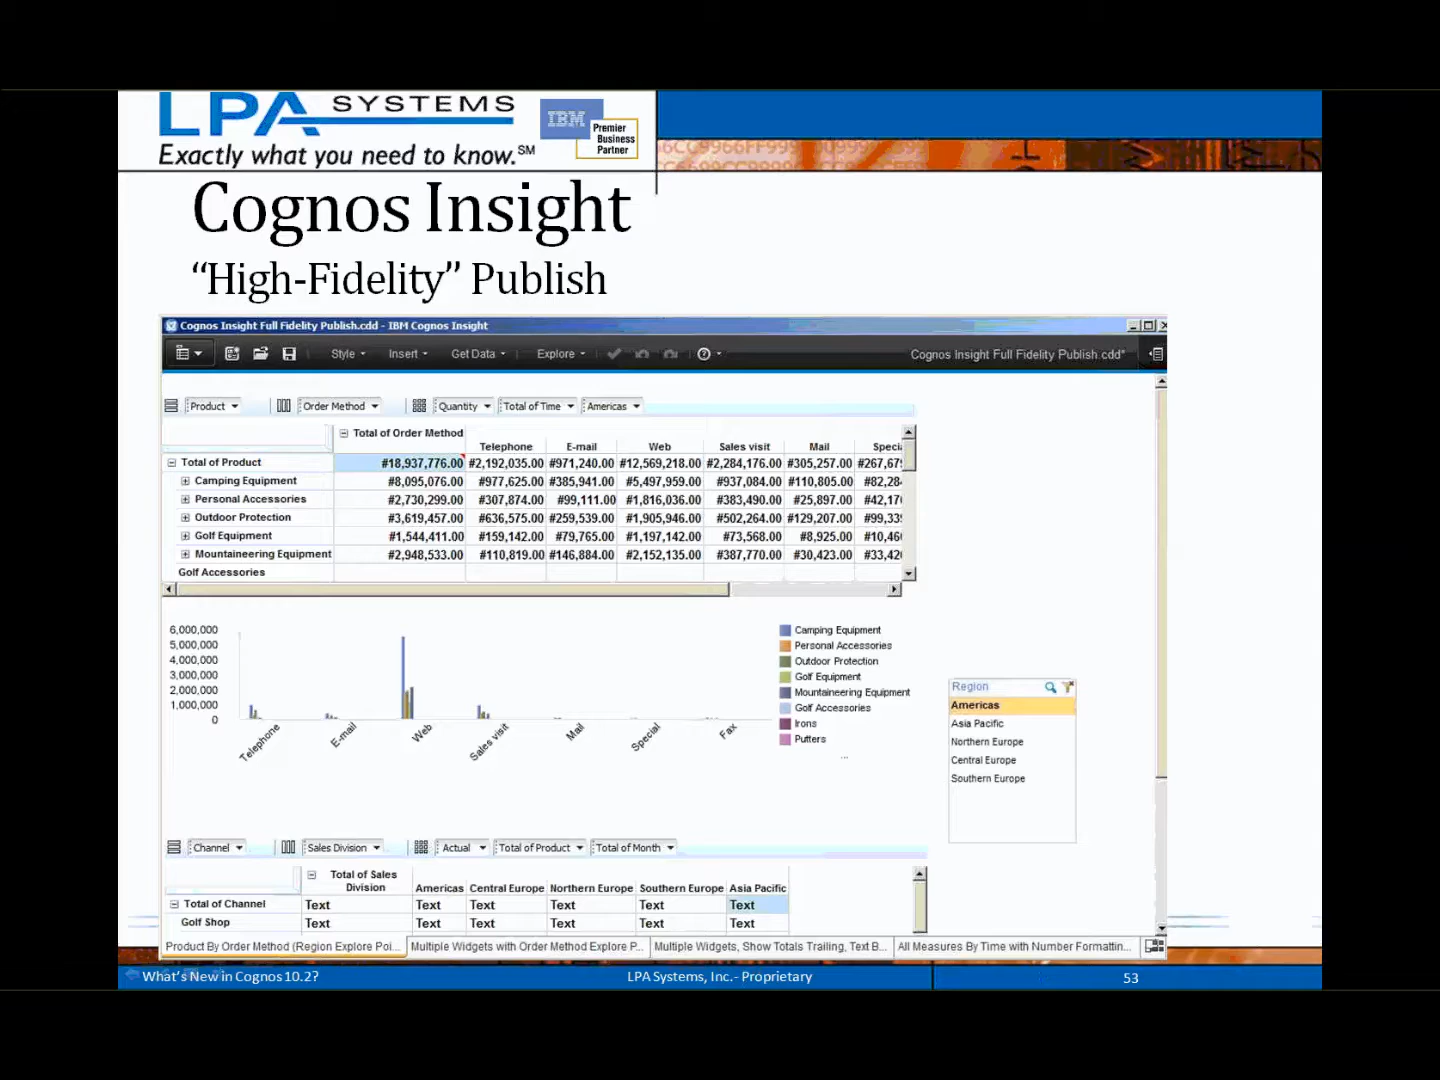 LPA SYSTEMS
IBM Premier Business Partner
Exactly what you need to know.SM
Cognos Insight
“High-Fidelity” Publish
Cognos Insight Full Fidelity Publish.cdd - IBM Cognos Insight
Style Insert Get Data Explore Cognos Insight Full Fidelity Publish.cdd*
Product Order Method Quantity Total of Time Americas
Total of Order Method Telephone E-mail Web Sales visit Mail Speci
Total of Product #18,937,776.00 #2,192,035.00 #971,240.00 #12,569,218.00 #2,284,176.00 #305,257.00 #267,679
Camping Equipment #8,095,076.00 #977,625.00 #385,941.00 #5,497,959.00 #937,084.00 #110,805.00 #82,284
Personal Accessories #2,730,299.00 #307,874.00 #99,111.00 #1,816,036.00 #383,490.00 #25,897.00 #42,170
Outdoor Protection #3,619,457.00 #636,575.00 #259,539.00 #1,905,946.00 #502,264.00 #129,207.00 #99,339
Golf Equipment #1,544,411.00 #159,142.00 #79,765.00 #1,197,142.00 #73,568.00 #8,925.00 #10,460
Mountaineering Equipment #2,948,533.00 #110,819.00 #146,884.00 #2,152,135.00 #387,770.00 #30,423.00 #33,420
Golf Accessories
6,000,000
5,000,000
4,000,000
3,000,000
2,000,000
1,000,000
0
Telephone E-mail Web Sales visit Mail Special Fax
Camping Equipment
Personal Accessories
Outdoor Protection
Golf Equipment
Mountaineering Equipment
Golf Accessories
Irons
Putters
...
Region
Americas
Asia Pacific
Northern Europe
Central Europe
Southern Europe
Channel Sales Division Actual Total of Product Total of Month
Total of Sales Division Americas Central Europe Northern Europe Southern Europe Asia Pacific
Total of Channel Text Text Text Text Text Text
Golf Shop Text Text Text Text Text Text
Product By Order Method (Region Explore Poi... Multiple Widgets with Order Method Explore P... Multiple Widgets, Show Totals Trailing, Text B... All Measures By Time with Number Formattin...
What's New in Cognos 10.2? LPA Systems, Inc.- Proprietary 53